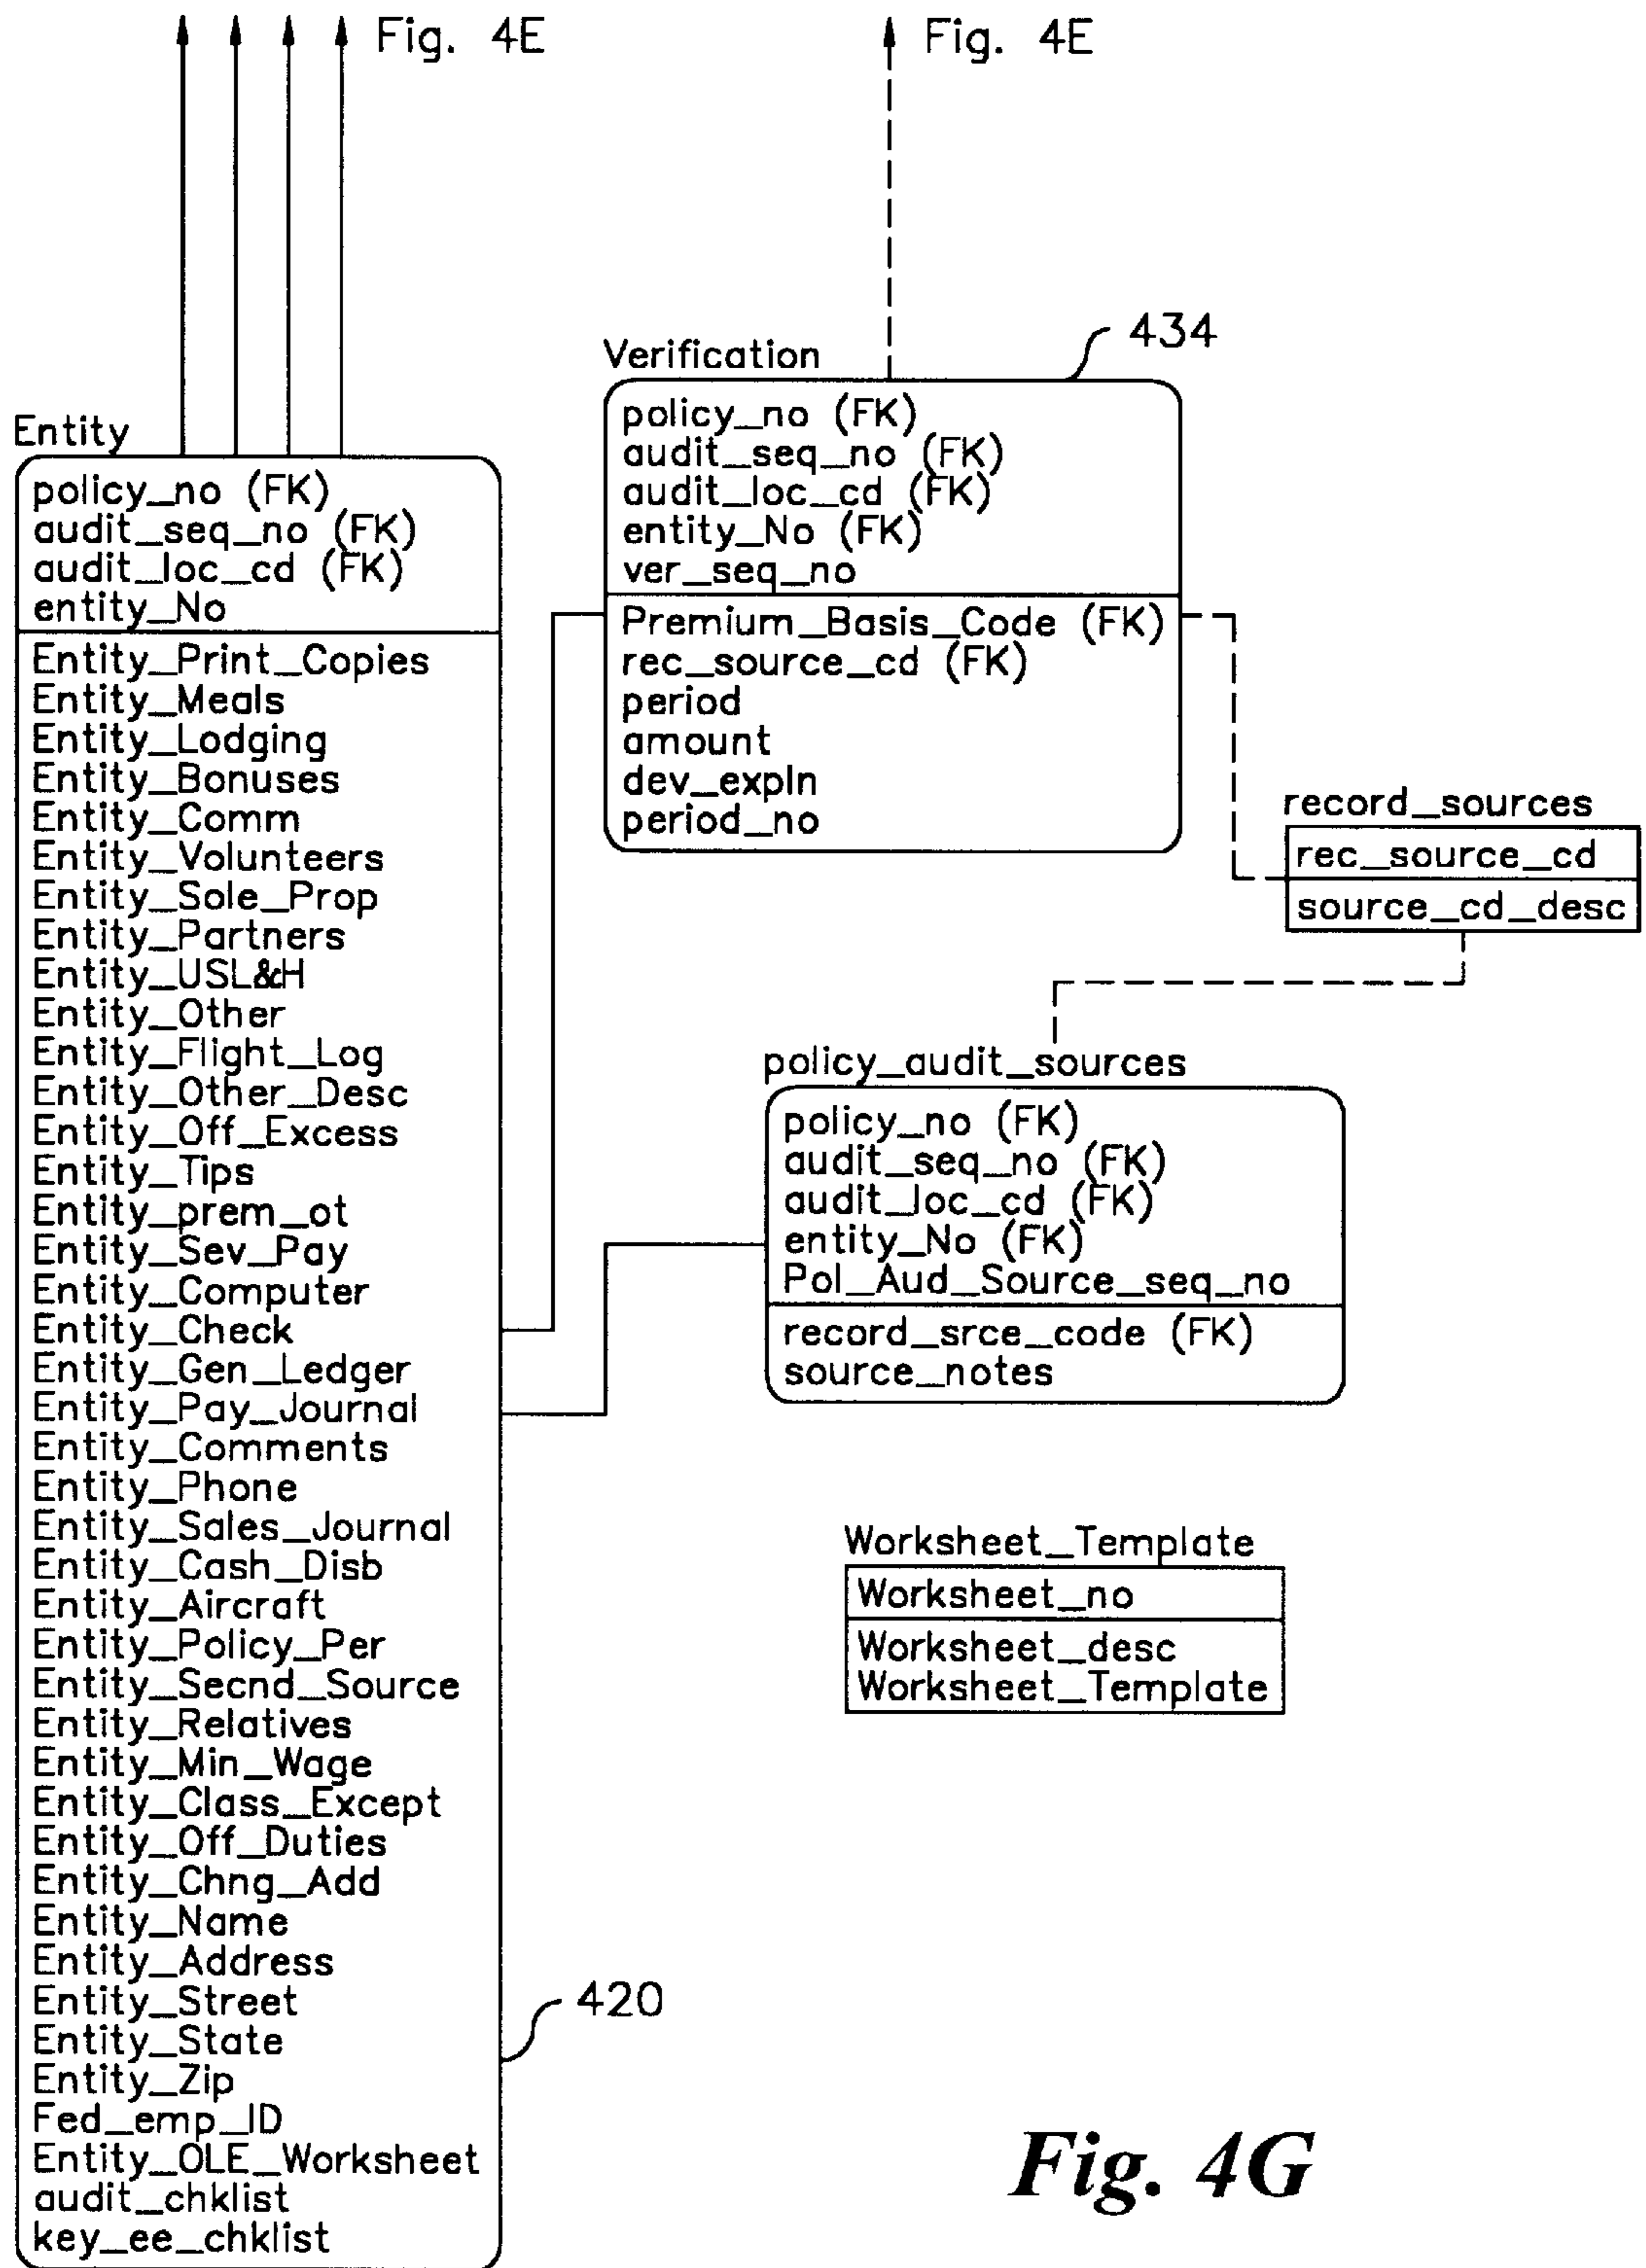 Fig. 4E
Fig. 4E
Entity
policy_no (FK)
audit_seq_no (FK)
audit_loc_cd (FK)
entity_No
Entity_Print_Copies
Entity_Meals
Entity_Lodging
Entity_Bonuses
Entity_Comm
Entity_Volunteers
Entity_Sole_Prop
Entity_Partners
Entity_USL&H
Entity_Other
Entity_Flight_Log
Entity_Other_Desc
Entity_Off_Excess
Entity_Tips
Entity_prem_ot
Entity_Sev_Pay
Entity_Computer
Entity_Check
Entity_Gen_Ledger
Entity_Pay_Journal
Entity_Comments
Entity_Phone
Entity_Sales_Journal
Entity_Cash_Disb
Entity_Aircraft
Entity_Policy_Per
Entity_Secnd_Source
Entity_Relatives
Entity_Min_Wage
Entity_Class_Except
Entity_Off_Duties
Entity_Chng_Add
Entity_Name
Entity_Address
Entity_Street
Entity_State
Entity_Zip
Fed_emp_ID
Entity_OLE_Worksheet
audit_chklist
key_ee_chklist
420
Verification
434
policy_no (FK)
audit_seq_no (FK)
audit_loc_cd (FK)
entity_No (FK)
ver_seq_no
Premium_Basis_Code (FK)
rec_source_cd (FK)
period
amount
dev_expln
period_no
record_sources
rec_source_cd
source_cd_desc
policy_audit_sources
policy_no (FK)
audit_seq_no (FK)
audit_loc_cd (FK)
entity_No (FK)
Pol_Aud_Source_seq_no
record_srce_code (FK)
source_notes
Worksheet_Template
Worksheet_no
Worksheet_desc
Worksheet_Template
Fig. 4G